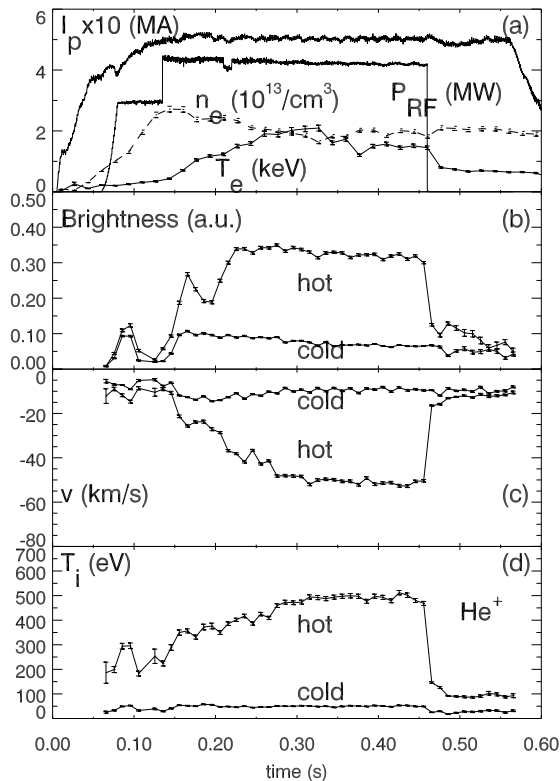 6
I_p x10 (MA)
(a)
4
n_e (10^13/cm^3)
P_RF (MW)
2
T_e (keV)
0
0.50
Brightness (a.u.)
(b)
0.40
0.30
hot
0.20
0.10
cold
0.00
0
cold
-20
hot
-40
-60
v (km/s)
(c)
-80
700
T_i (eV)
(d)
600
500
He^+
400
hot
300
200
cold
100
0
0.00 0.10 0.20 0.30 0.40 0.50 0.60
time (s)